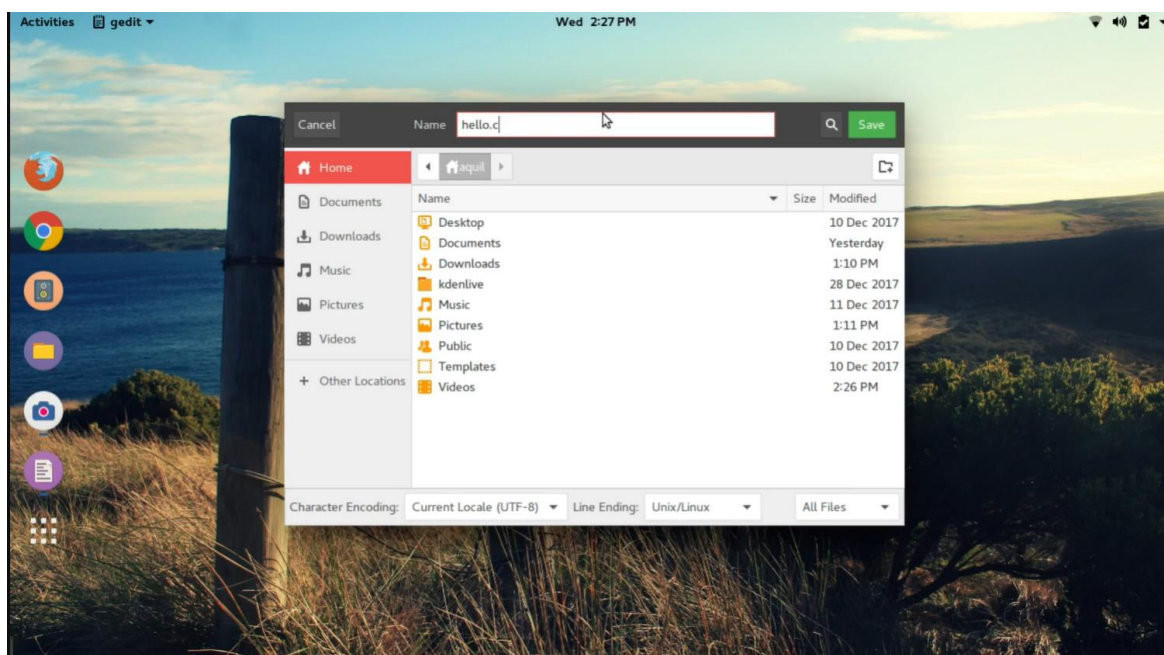 Activities gedit Wed 2:27 PM
Cancel Name hello.c Save
Home aquil
Documents Name Size Modified
Downloads Desktop 10 Dec 2017
Music Documents Yesterday
Pictures Downloads 1:10 PM
Videos kdenlive 28 Dec 2017
+ Other Locations Music 11 Dec 2017
Pictures 1:11 PM
Public 10 Dec 2017
Templates 10 Dec 2017
Videos 2:26 PM
Character Encoding: Current Locale (UTF-8) Line Ending: Unix/Linux All Files